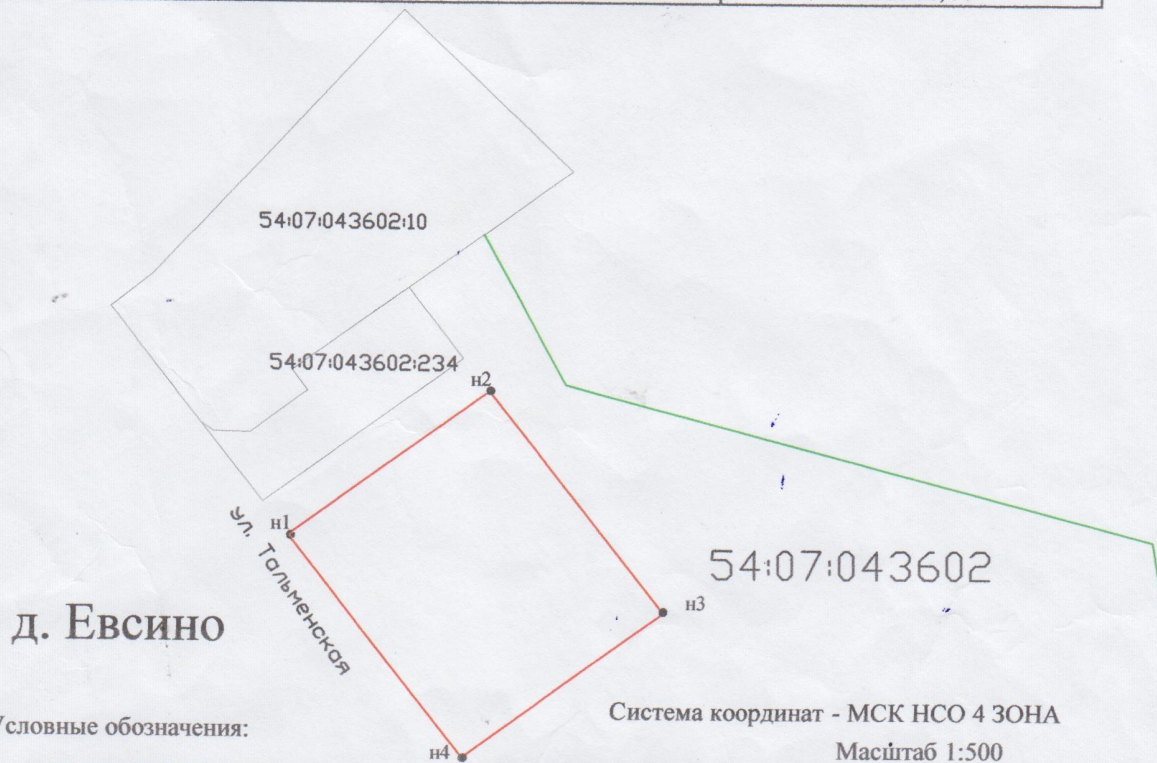 54:07:043602:10
54:07:043602:234
н2
н1
ул. Тальменская
54:07:043602
н3
д. Евсино
Система координат - МСК НСО 4 ЗОНА
Условные обозначения:
Масштаб 1:500
н4